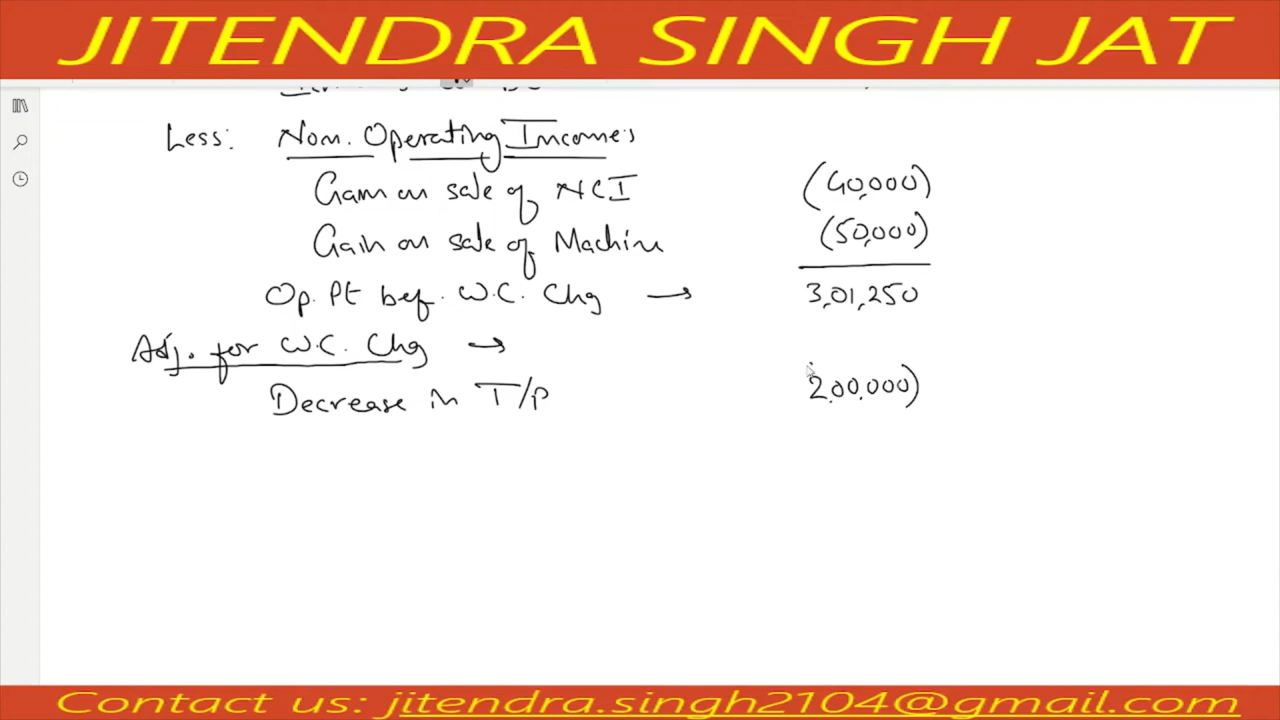 JITENDRA SINGH JAT
Less: Non. Operating Incomes
Gain on sale of NCI (40,000)
Gain on sale of Machine (50,000)
Op. Pt bef. W.C. Chg → 3,01,250
Adj. for W.C. Chg →
Decrease in T/P 2,00,000)
Contact us: jitendra.singh2104@gmail.com